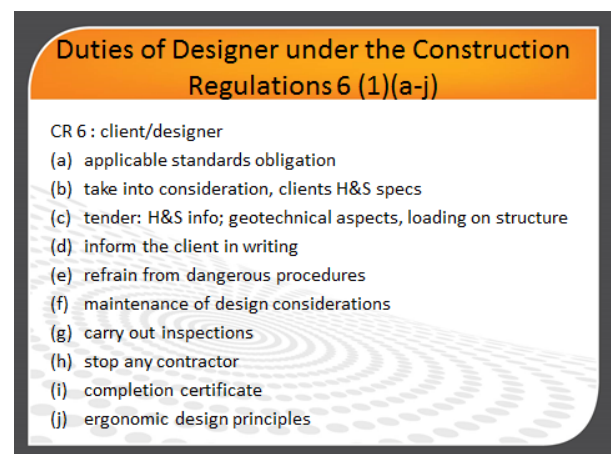 Duties of Designer under the Construction
Regulations 6 (1)(a-j)
CR 6 : client/designer
(a) applicable standards obligation
(b) take into consideration, clients H&S specs
(c) tender: H&S info; geotechnical aspects, loading on structure
(d) inform the client in writing
(e) refrain from dangerous procedures
(f) maintenance of design considerations
(g) carry out inspections
(h) stop any contractor
(i) completion certificate
(j) ergonomic design principles